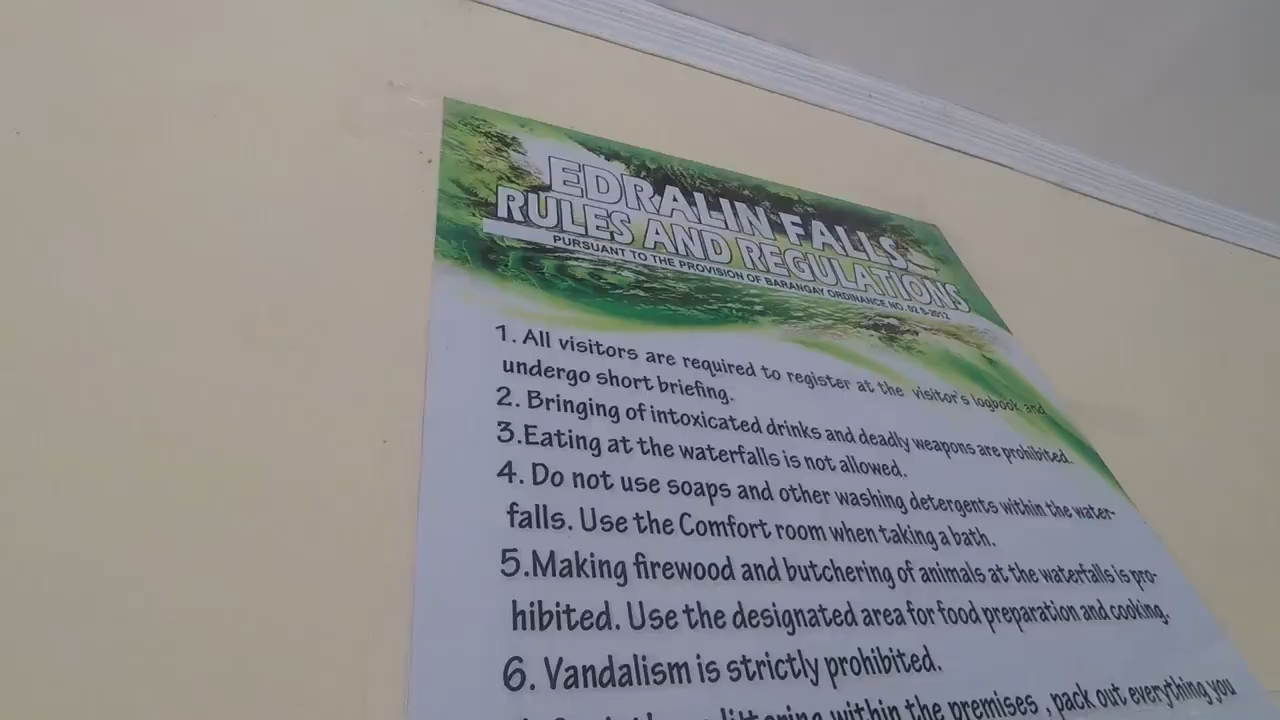 EDRALIN FALLS
RULES AND REGULATIONS
PURSUANT TO THE PROVISION OF BARANGAY ORDINANCE NO. 02 S-2012
1. All visitors are required to register at the visitor's logbook and
undergo short briefing.
2. Bringing of intoxicated drinks and deadly weapons are prohibited.
3.Eating at the waterfalls is not allowed.
4. Do not use soaps and other washing detergents within the water-
falls. Use the Comfort room when taking a bath.
5.Making firewood and butchering of animals at the waterfalls is pro-
hibited. Use the designated area for food preparation and cooking.
6. Vandalism is strictly prohibited.
littering within the premises , pack out everything you